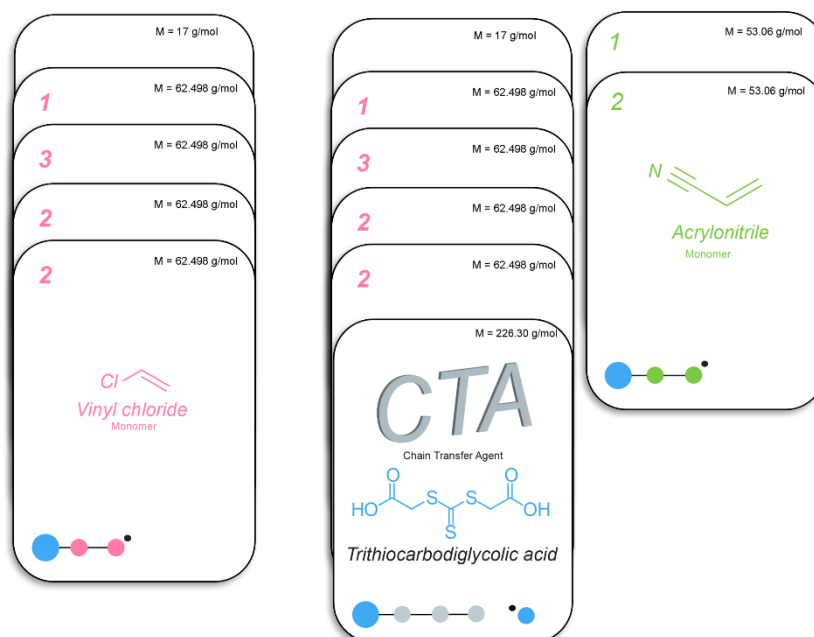 M = 17 g/mol
1
M = 62.498 g/mol
3
M = 62.498 g/mol
2
M = 62.498 g/mol
2
M = 62.498 g/mol
Cl
Vinyl chloride
Monomer
M = 17 g/mol
1
M = 62.498 g/mol
3
M = 62.498 g/mol
2
M = 62.498 g/mol
2
M = 62.498 g/mol
M = 226.30 g/mol
CTA
Chain Transfer Agent
O
O
HO
S
S
OH
S
Trithiocarbodiglycolic acid
1
M = 53.06 g/mol
2
M = 53.06 g/mol
N
Acrylonitrile
Monomer